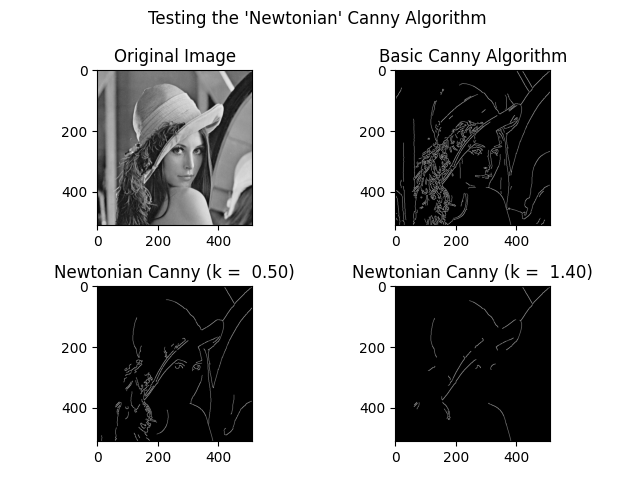 Testing the 'Newtonian' Canny Algorithm
Original Image
Basic Canny Algorithm
0
200
400
0 200 400
0
200
400
0 200 400
Newtonian Canny (k =  0.50)
Newtonian Canny (k =  1.40)
0
200
400
0 200 400
0
200
400
0 200 400